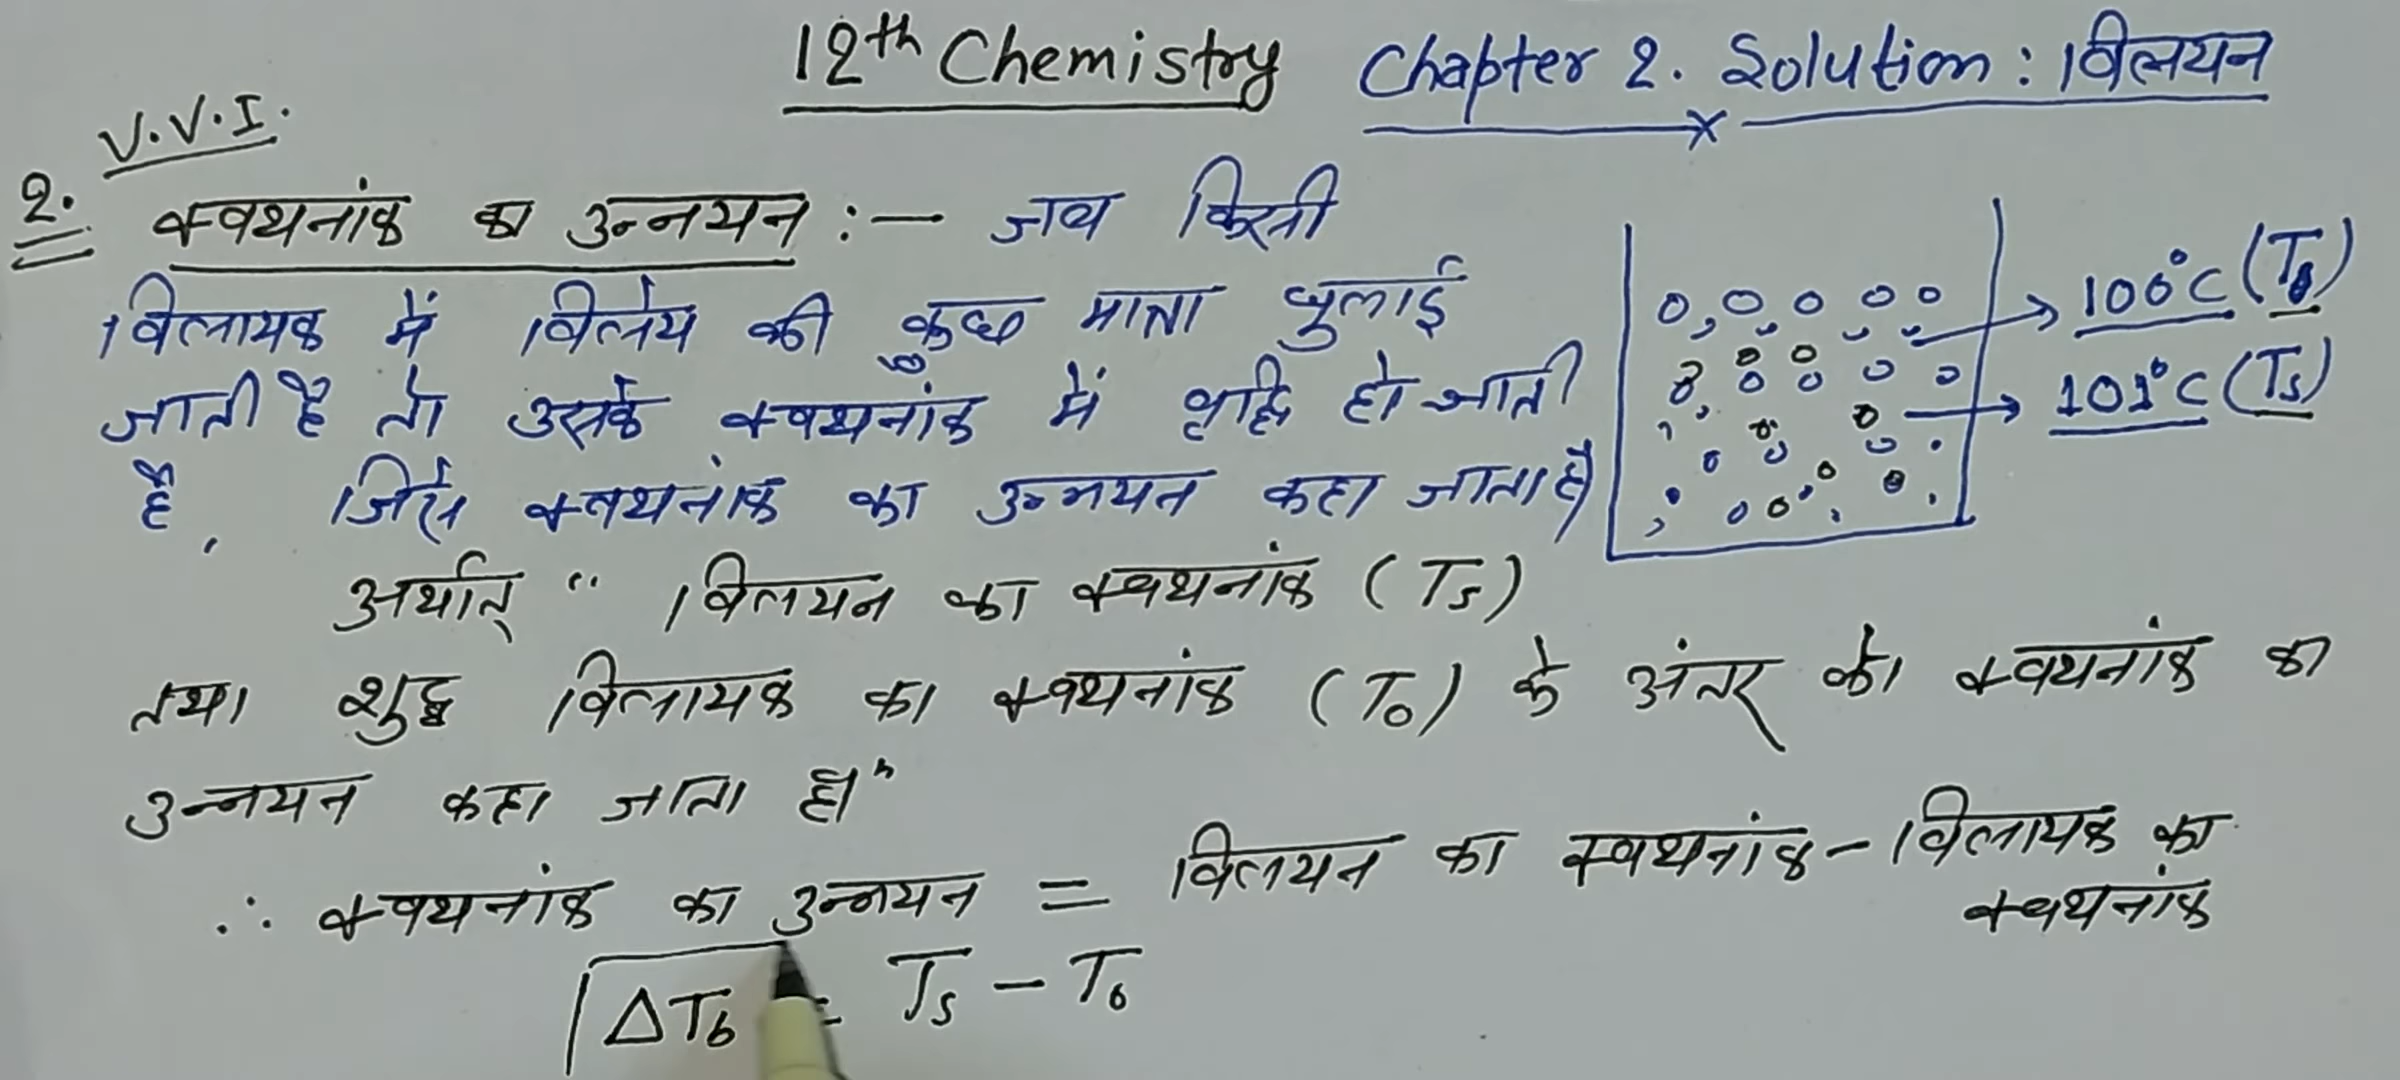 12th Chemistry Chapter 2. Solution: विलयन
V.V.I.
2. क्वथनांक का उन्नयन :— जब किसी
विलायक में विलेय की कुछ मात्रा घुलाई
जाती है तो उसके क्वथनांक में वृद्धि हो जाती
है, जिसे क्वथनांक का उन्नयन कहा जाता है।
100°C (T₀)
101°C (Ts)
अर्थात् " विलयन का क्वथनांक (Ts)
तथा शुद्ध विलायक का क्वथनांक (T₀) के अंतर को क्वथनांक का
उन्नयन कहा जाता है।"
∴ क्वथनांक का उन्नयन = विलयन का क्वथनांक - विलायक का
क्वथनांक
ΔTb = Ts - T₀